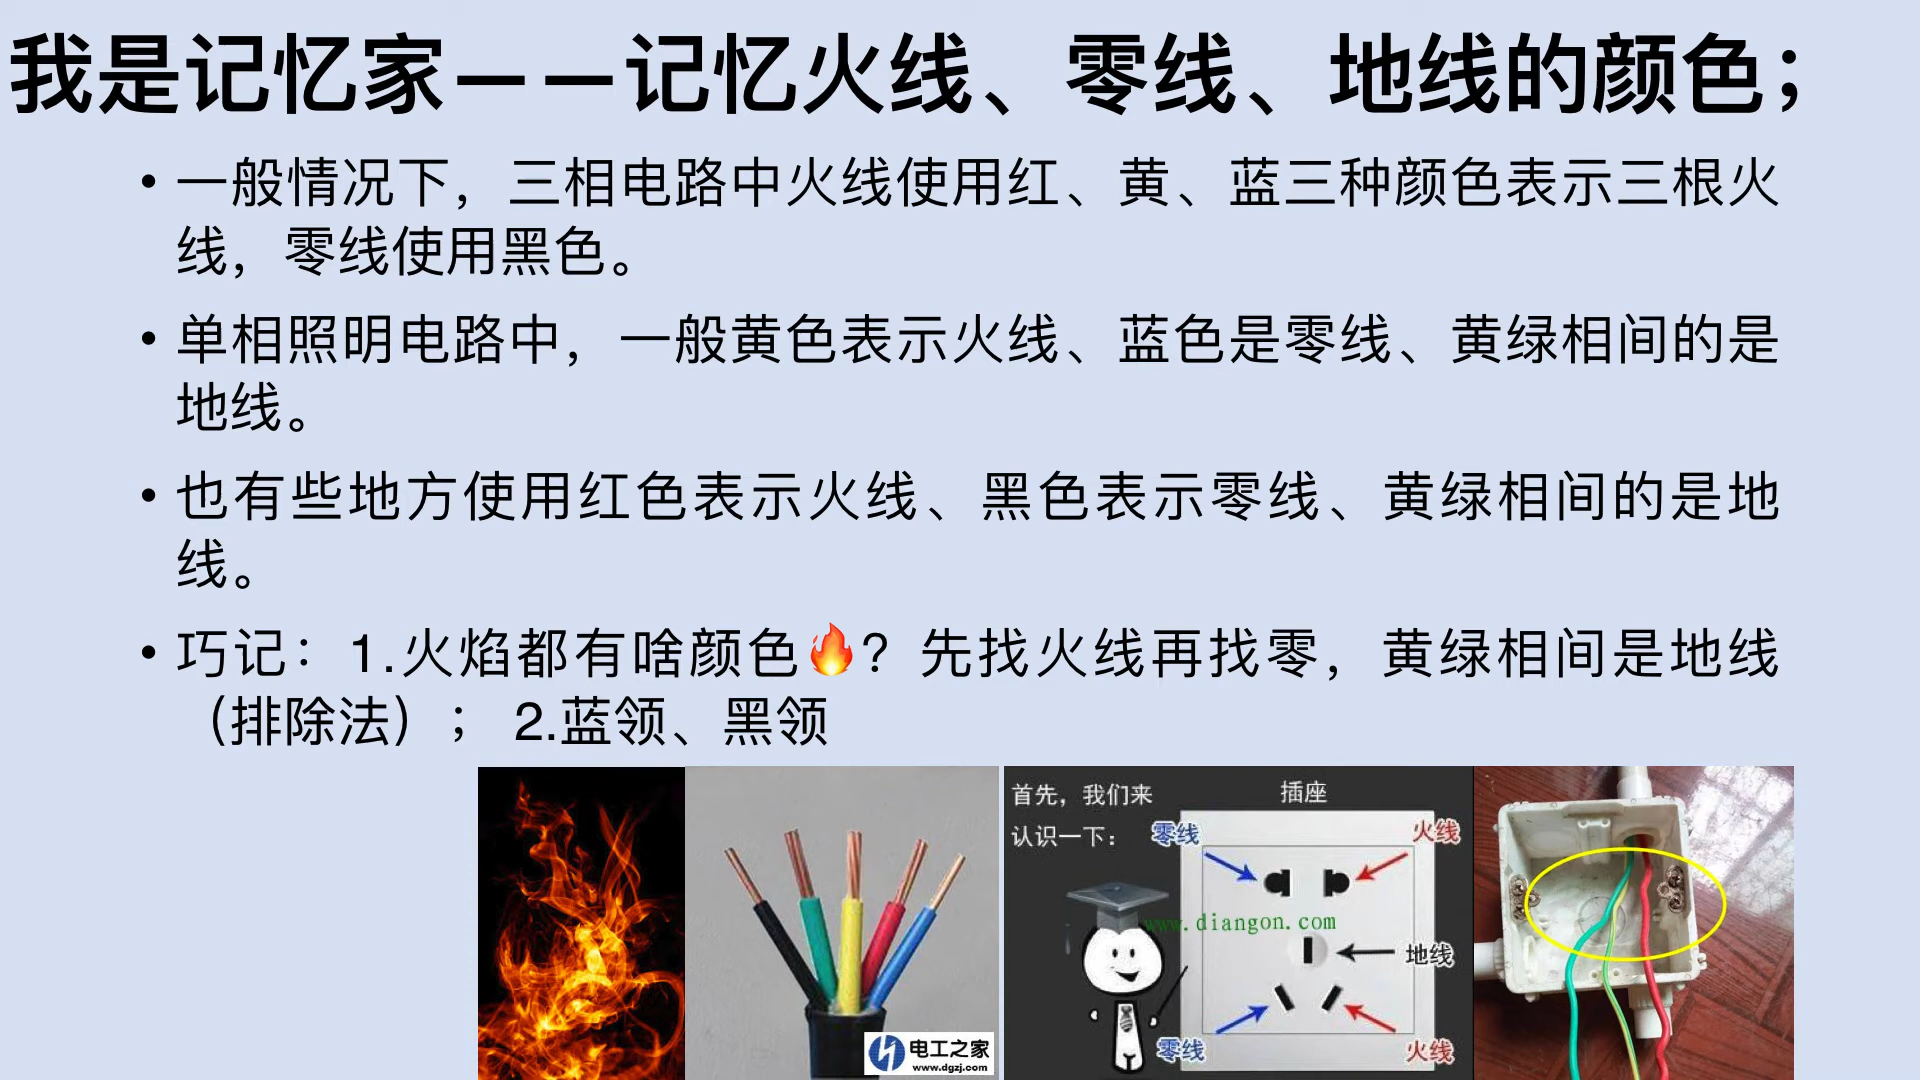 我是记忆家——记忆火线、零线、地线的颜色；
• 一般情况下，三相电路中火线使用红、黄、蓝三种颜色表示三根火
线，零线使用黑色。
• 单相照明电路中，一般黄色表示火线、蓝色是零线、黄绿相间的是
地线。
• 也有些地方使用红色表示火线、黑色表示零线、黄绿相间的是地
线。
• 巧记：1.火焰都有啥颜色🔥？先找火线再找零，黄绿相间是地线
（排除法）； 2.蓝领、黑领
电工之家
www.dgzj.com
首先，我们来
认识一下：
插座
零线
火线
www.diangon.com
地线
零线
火线